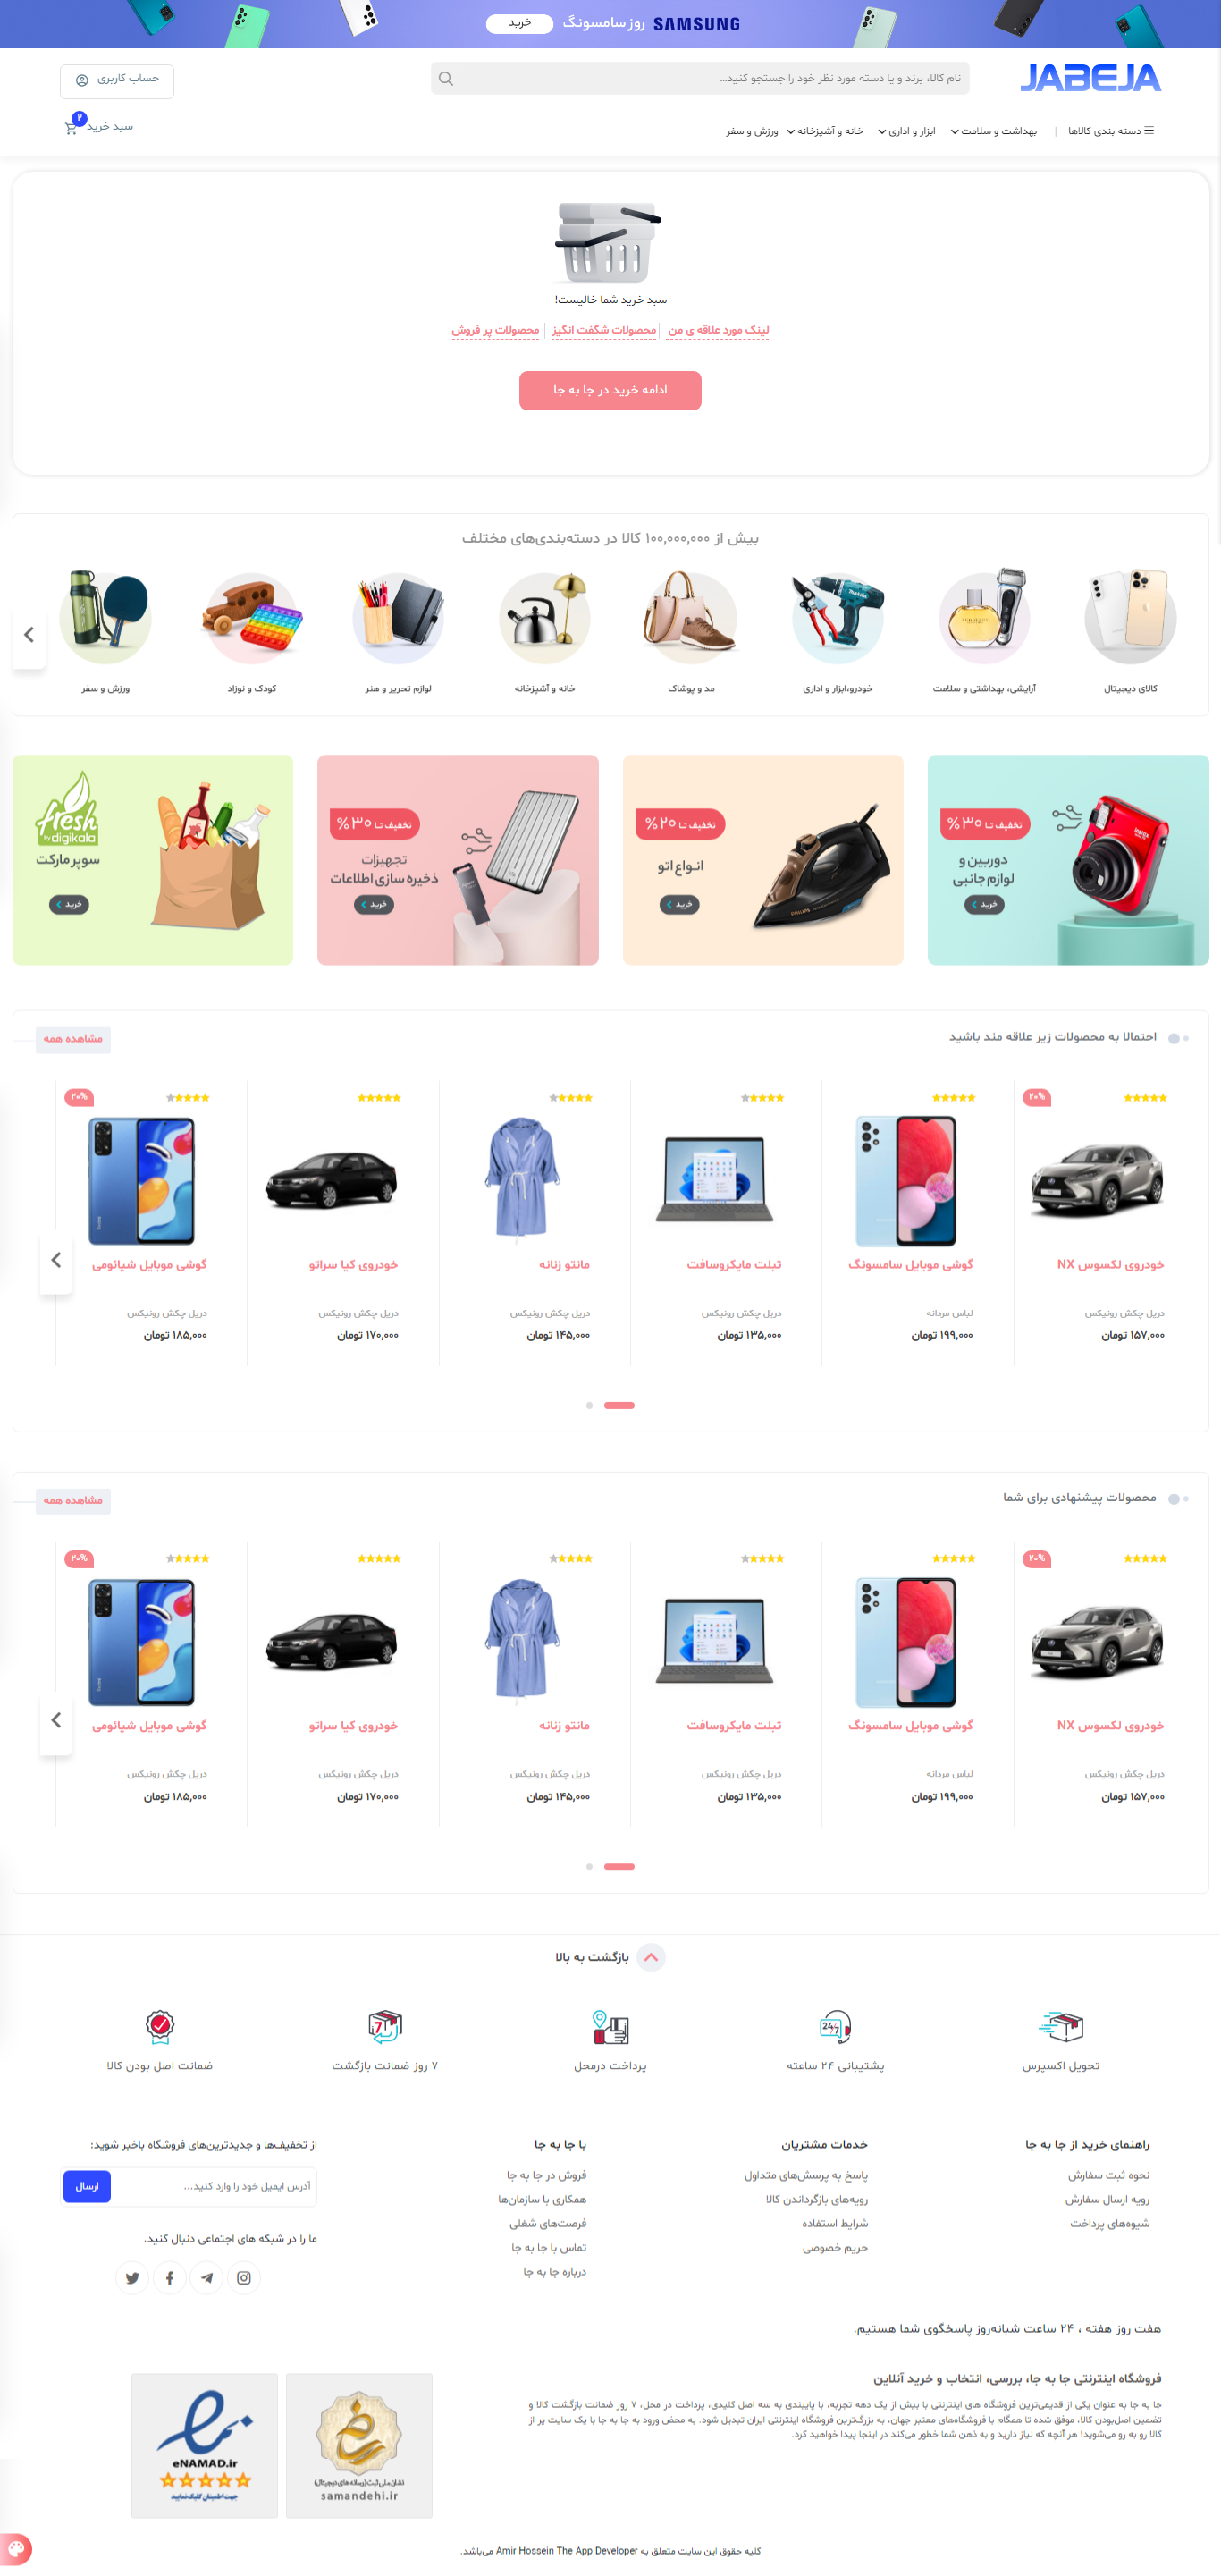 SAMSUNG روز سامسونگ خرید
JABEJA
نام کالا، برند و یا دسته مورد نظر خود را جستجو کنید...
حساب کاربری
دسته بندی کالاها | بهداشت و سلامت ابزار و اداری خانه و آشپزخانه ورزش و سفر
سبد خرید ۲
سبد خرید شما خالیست!
لینک مورد علاقه ی من | محصولات شگفت انگیز | محصولات پر فروش
ادامه خرید در جا به جا
بیش از ۱۰۰,۰۰۰,۰۰۰ کالا در دسته‌بندی‌های مختلف
کالای دیجیتال
آرایشی، بهداشتی و سلامت
خودرو،ابزار و اداری
مد و پوشاک
خانه و آشپزخانه
لوازم تحریر و هنر
کودک و نوزاد
ورزش و سفر
تخفیف تا ۳۰%
دوربین و
لوازم جانبی
خرید
تخفیف تا ۲۰%
انواع اتو
خرید
تخفیف تا ۳۰%
تجهیزات
ذخیره سازی اطلاعات
خرید
fresh
by digikala
سوپر مارکت
خرید
احتمالا به محصولات زیر علاقه مند باشید
مشاهده همه
۲۰%
خودروی لکسوس NX
دریل چکش رونیکس
۱۵۷,۰۰۰ تومان
گوشی موبایل سامسونگ
لباس مردانه
۱۹۹,۰۰۰ تومان
تبلت مایکروسافت
دریل چکش رونیکس
۱۳۵,۰۰۰ تومان
مانتو زنانه
دریل چکش رونیکس
۱۴۵,۰۰۰ تومان
خودروی کیا سراتو
دریل چکش رونیکس
۱۷۰,۰۰۰ تومان
۲۰%
گوشی موبایل شیائومی
دریل چکش رونیکس
۱۸۵,۰۰۰ تومان
محصولات پیشنهادی برای شما
مشاهده همه
۲۰%
خودروی لکسوس NX
دریل چکش رونیکس
۱۵۷,۰۰۰ تومان
گوشی موبایل سامسونگ
لباس مردانه
۱۹۹,۰۰۰ تومان
تبلت مایکروسافت
دریل چکش رونیکس
۱۳۵,۰۰۰ تومان
مانتو زنانه
دریل چکش رونیکس
۱۴۵,۰۰۰ تومان
خودروی کیا سراتو
دریل چکش رونیکس
۱۷۰,۰۰۰ تومان
۲۰%
گوشی موبایل شیائومی
دریل چکش رونیکس
۱۸۵,۰۰۰ تومان
بازگشت به بالا
تحویل اکسپرس
24/7
پشتیبانی ۲۴ ساعته
پرداخت درمحل
7
۷ روز ضمانت بازگشت
ضمانت اصل بودن کالا
راهنمای خرید از جا به جا
نحوه ثبت سفارش
رویه ارسال سفارش
شیوه‌های پرداخت
خدمات مشتریان
پاسخ به پرسش‌های متداول
رویه‌های بازگرداندن کالا
شرایط استفاده
حریم خصوصی
با جا به جا
فروش در جا به جا
همکاری با سازمان‌ها
فرصت‌های شغلی
تماس با جا به جا
درباره جا به جا
از تخفیف‌ها و جدیدترین‌های فروشگاه باخبر شوید:
آدرس ایمیل خود را وارد کنید...
ارسال
ما را در شبکه های اجتماعی دنبال کنید.
هفت روز هفته ، ۲۴ ساعت شبانه‌روز پاسخگوی شما هستیم.
فروشگاه اینترنتی جا به جا، بررسی، انتخاب و خرید آنلاین
جا به جا به عنوان یکی از قدیمی‌ترین فروشگاه های اینترنتی با بیش از یک دهه تجربه، با پایبندی به سه اصل کلیدی، پرداخت در محل، ۷ روز ضمانت بازگشت کالا و
تضمین اصل‌بودن کالا، موفق شده تا همگام با فروشگاه‌های معتبر جهان، به بزرگ‌ترین فروشگاه اینترنتی ایران تبدیل شود. به محض ورود به جا به جا با یک سایت پر از
کالا رو به رو می‌شوید! هر آنچه که نیاز دارید و به ذهن شما خطور می‌کند در اینجا پیدا خواهید کرد.
نشان ملی ثبت (رسانه های دیجیتال)
samandehi.ir
eNAMAD.ir
جهت اطمینان کلیک نمایید
کلیه حقوق این سایت متعلق به Amir Hossein The App Developer می‌باشد.